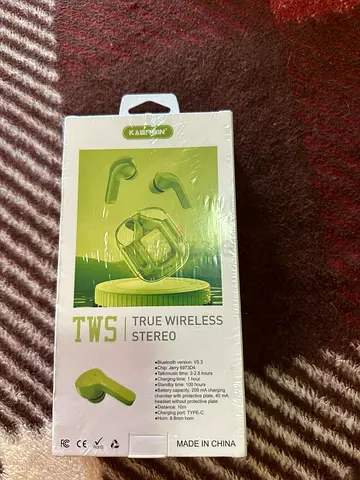 TWS
TRUE WIRELESS
STEREO
●Bluetooth version: V5.3
●Chip: Jerry 6973D4
●Talk/music time: 2-2.5 hours
●Charging time: 1 hour
●Standby time: 100 hours
●Battery capacity: 200 mA charging
chamber with protective plate, 40 mA
headset without protective plate
●Distance: 10m
●Charging port: TYPE-C
●Horn: 8.8mm horn
CE
RoHS
MADE IN CHINA